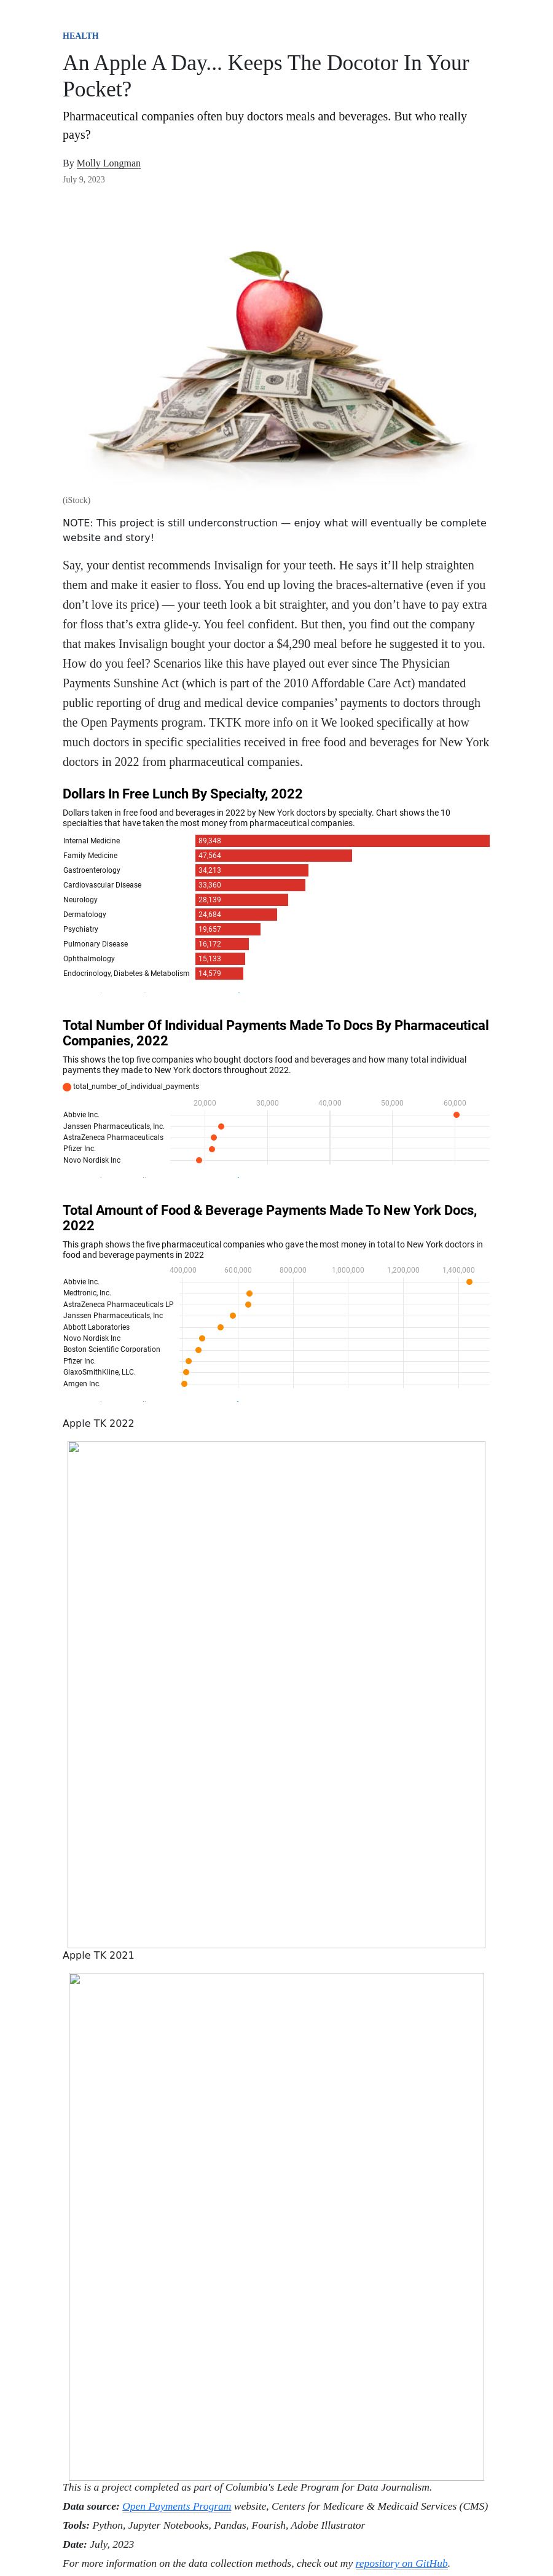 HEALTH
An Apple A Day... Keeps The Docotor In Your
Pocket?
Pharmaceutical companies often buy doctors meals and beverages. But who really
pays?
By Molly Longman
July 9, 2023
(iStock)
NOTE: This project is still underconstruction — enjoy what will eventually be complete
website and story!
Say, your dentist recommends Invisalign for your teeth. He says it’ll help straighten
them and make it easier to floss. You end up loving the braces-alternative (even if you
don’t love its price) — your teeth look a bit straighter, and you don’t have to pay extra
for floss that’s extra glide-y. You feel confident. But then, you find out the company
that makes Invisalign bought your doctor a $4,290 meal before he suggested it to you.
How do you feel? Scenarios like this have played out ever since The Physician
Payments Sunshine Act (which is part of the 2010 Affordable Care Act) mandated
public reporting of drug and medical device companies’ payments to doctors through
the Open Payments program. TKTK more info on it We looked specifically at how
much doctors in specific specialities received in free food and beverages for New York
doctors in 2022 from pharmaceutical companies.
Dollars In Free Lunch By Specialty, 2022
Dollars taken in free food and beverages in 2022 by New York doctors by specialty. Chart shows the 10
specialties that have taken the most money from pharmaceutical companies.
Internal Medicine 89,348
Family Medicine 47,564
Gastroenterology 34,213
Cardiovascular Disease 33,360
Neurology 28,139
Dermatology 24,684
Psychiatry 19,657
Pulmonary Disease 16,172
Ophthalmology 15,133
Endocrinology, Diabetes & Metabolism 14,579
Total Number Of Individual Payments Made To Docs By Pharmaceutical
Companies, 2022
This shows the top five companies who bought doctors food and beverages and how many total individual
payments they made to New York doctors throughout 2022.
total_number_of_individual_payments
20,000 30,000 40,000 50,000 60,000
Abbvie Inc.
Janssen Pharmaceuticals, Inc.
AstraZeneca Pharmaceuticals
Pfizer Inc.
Novo Nordisk Inc
Total Amount of Food & Beverage Payments Made To New York Docs,
2022
This graph shows the five pharmaceutical companies who gave the most money in total to New York doctors in
food and beverage payments in 2022
400,000 600,000 800,000 1,000,000 1,200,000 1,400,000
Abbvie Inc.
Medtronic, Inc.
AstraZeneca Pharmaceuticals LP
Janssen Pharmaceuticals, Inc
Abbott Laboratories
Novo Nordisk Inc
Boston Scientific Corporation
Pfizer Inc.
GlaxoSmithKline, LLC.
Amgen Inc.
Apple TK 2022
Apple TK 2021
This is a project completed as part of Columbia's Lede Program for Data Journalism.
Data source: Open Payments Program website, Centers for Medicare & Medicaid Services (CMS)
Tools: Python, Jupyter Notebooks, Pandas, Fourish, Adobe Illustrator
Date: July, 2023
For more information on the data collection methods, check out my repository on GitHub.